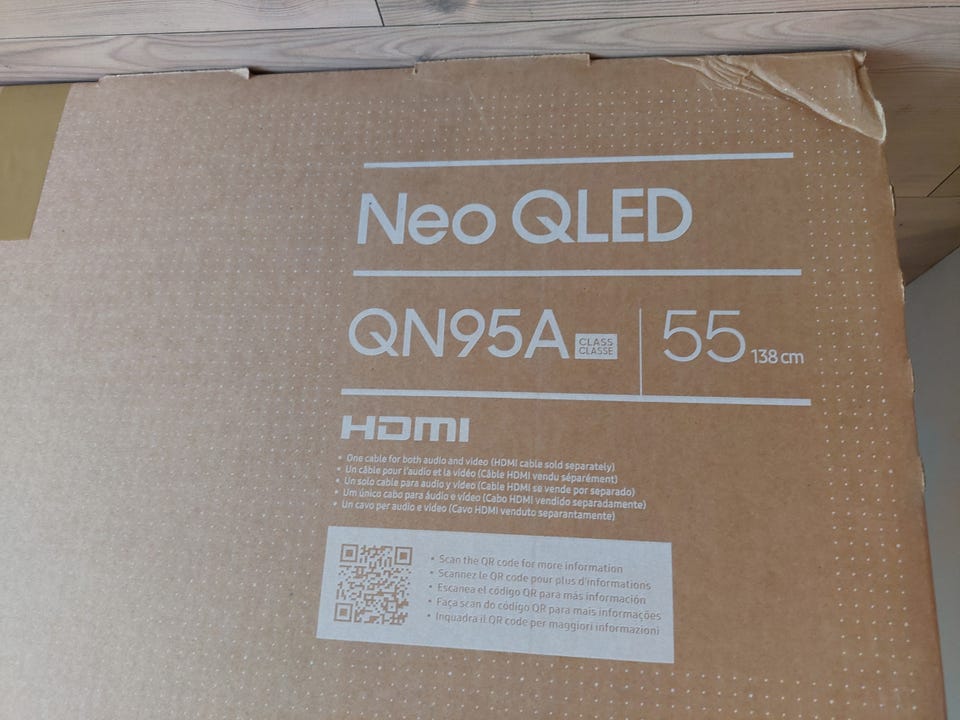 Neo QLED
QN95A CLASS CLASSE 55 138 cm
HDMI
• One cable for both audio and video (HDMI cable sold separately)
• Un câble pour l'audio et la vidéo (Câble HDMI vendu séparément)
• Un solo cable para audio y video (Cable HDMI se vende por separado)
• Um único cabo para áudio e vídeo (Cabo HDMI vendido separadamente)
• Un cavo per audio e video (Cavo HDMI venduto separantamente)
• Scan the QR code for more information
• Scannez le QR code pour plus d'informations
• Escanea el código QR para más información
• Faça scan do código QR para mais informações
• Inquadra il QR code per maggiori informazioni